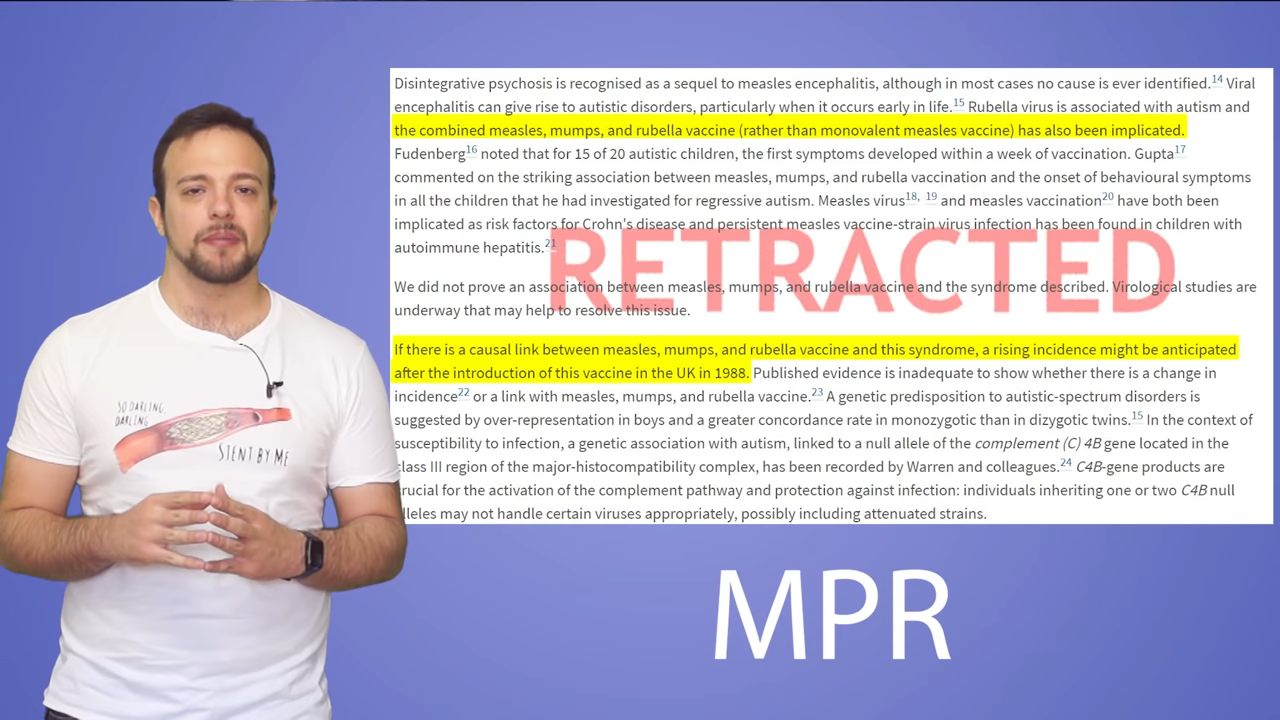 Disintegrative psychosis is recognised as a sequel to measles encephalitis, although in most cases no cause is ever identified.14 Viral
encephalitis can give rise to autistic disorders, particularly when it occurs early in life.15 Rubella virus is associated with autism and
the combined measles, mumps, and rubella vaccine (rather than monovalent measles vaccine) has also been implicated.
Fudenberg16 noted that for 15 of 20 autistic children, the first symptoms developed within a week of vaccination. Gupta17
commented on the striking association between measles, mumps, and rubella vaccination and the onset of behavioural symptoms
in all the children that he had investigated for regressive autism. Measles virus18, 19 and measles vaccination20 have both been
implicated as risk factors for Crohn's disease and persistent measles vaccine-strain virus infection has been found in children with
autoimmune hepatitis.21
RETRACTED
We did not prove an association between measles, mumps, and rubella vaccine and the syndrome described. Virological studies are
underway that may help to resolve this issue.
If there is a causal link between measles, mumps, and rubella vaccine and this syndrome, a rising incidence might be anticipated
after the introduction of this vaccine in the UK in 1988. Published evidence is inadequate to show whether there is a change in
incidence22 or a link with measles, mumps, and rubella vaccine.23 A genetic predisposition to autistic-spectrum disorders is
suggested by over-representation in boys and a greater concordance rate in monozygotic than in dizygotic twins.15 In the context of
susceptibility to infection, a genetic association with autism, linked to a null allele of the complement (C) 4B gene located in the
class III region of the major-histocompatibility complex, has been recorded by Warren and colleagues.24 C4B-gene products are
crucial for the activation of the complement pathway and protection against infection: individuals inheriting one or two C4B null
alleles may not handle certain viruses appropriately, possibly including attenuated strains.
SO DARLING,
DARLING
STENT BY ME
MPR